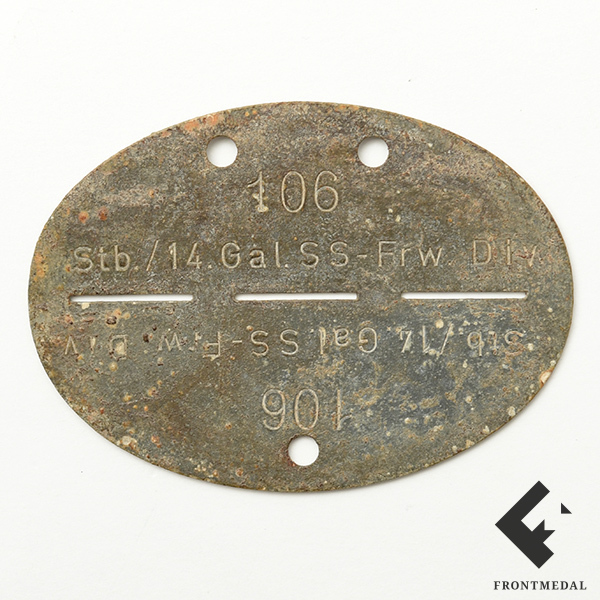 106
Stb./14.Gal.SS-Frw. Div.
Stb./14.Gal.SS-Frw. Div.
106
FRONTMEDAL